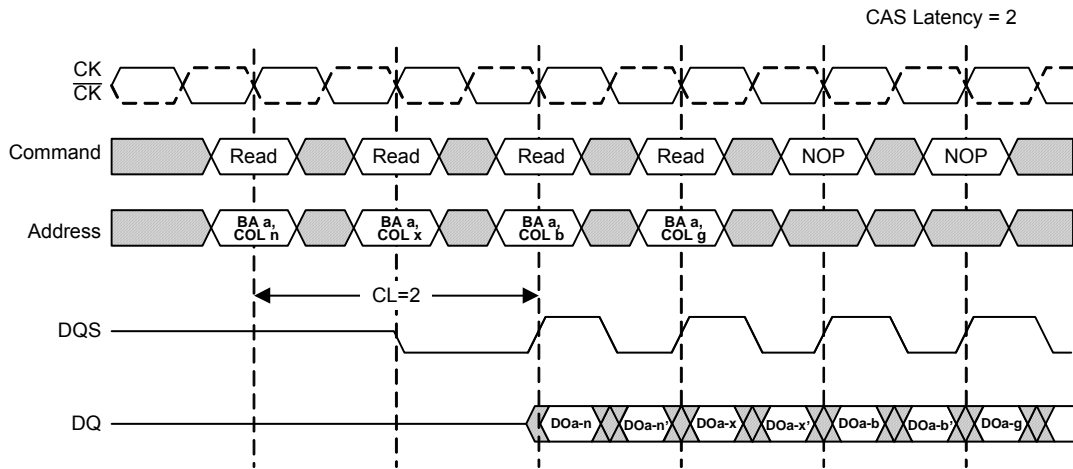 CAS Latency = 2
CK
CK
Command
Read
Read
Read
Read
NOP
NOP
Address
BA a,
COL n
BA a,
COL x
BA a,
COL b
BA a,
COL g
CL=2
DQS
DQ
DOa-n
DOa-n'
DOa-x
DOa-x'
DOa-b
DOa-b'
DOa-g